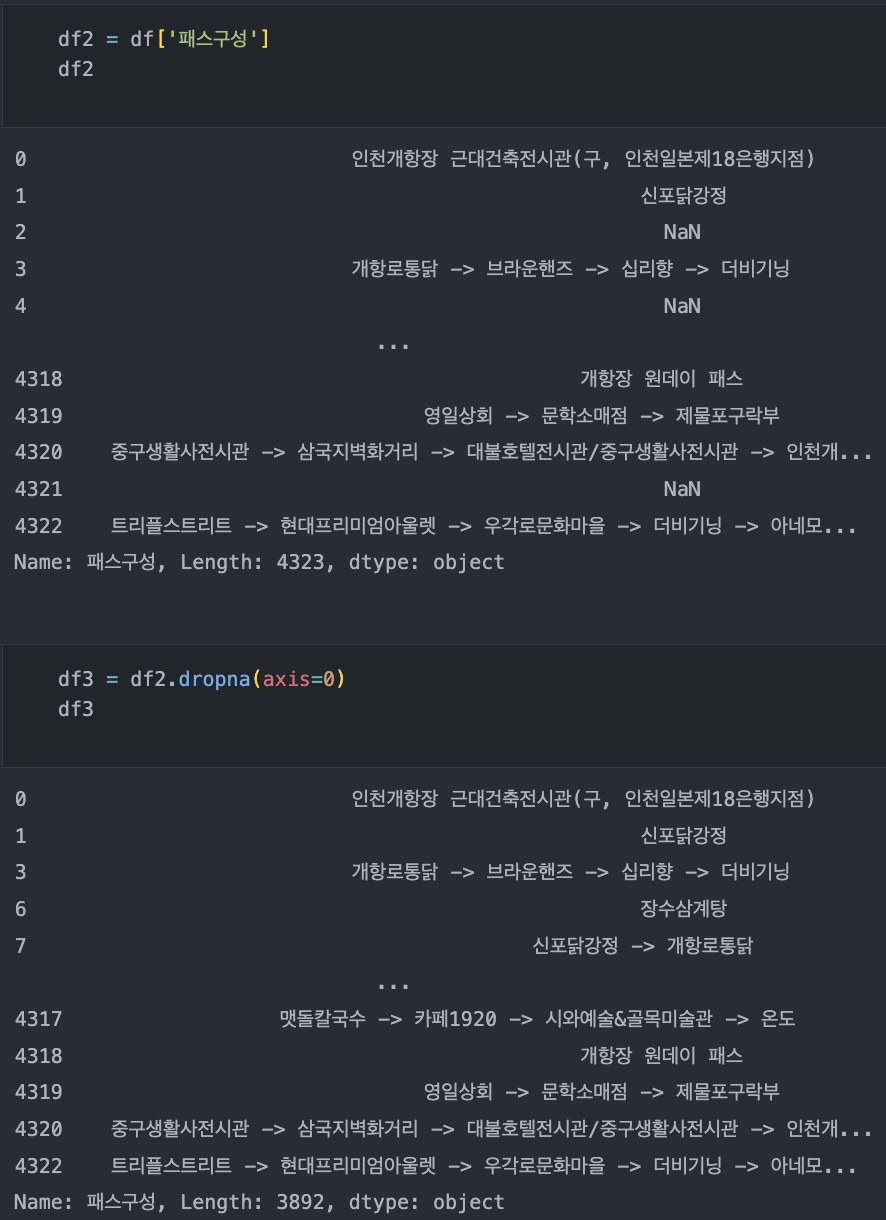 df2 = df['패스구성']
df2
0 인천개항장 근대건축전시관(구, 인천일본제18은행지점)
1 신포닭강정
2 NaN
3 개항로통닭 -> 브라운핸즈 -> 십리향 -> 더비기닝
4 NaN
...
4318 개항장 원데이 패스
4319 영일상회 -> 문학소매점 -> 제물포구락부
4320 중구생활사전시관 -> 삼국지벽화거리 -> 대불호텔전시관/중구생활사전시관 -> 인천개...
4321 NaN
4322 트리플스트리트 -> 현대프리미엄아울렛 -> 우각로문화마을 -> 더비기닝 -> 아네모...
Name: 패스구성, Length: 4323, dtype: object
df3 = df2.dropna(axis=0)
df3
0 인천개항장 근대건축전시관(구, 인천일본제18은행지점)
1 신포닭강정
3 개항로통닭 -> 브라운핸즈 -> 십리향 -> 더비기닝
6 장수삼계탕
7 신포닭강정 -> 개항로통닭
...
4317 맷돌칼국수 -> 카페1920 -> 시와예술&골목미술관 -> 온도
4318 개항장 원데이 패스
4319 영일상회 -> 문학소매점 -> 제물포구락부
4320 중구생활사전시관 -> 삼국지벽화거리 -> 대불호텔전시관/중구생활사전시관 -> 인천개...
4322 트리플스트리트 -> 현대프리미엄아울렛 -> 우각로문화마을 -> 더비기닝 -> 아네모...
Name: 패스구성, Length: 3892, dtype: object